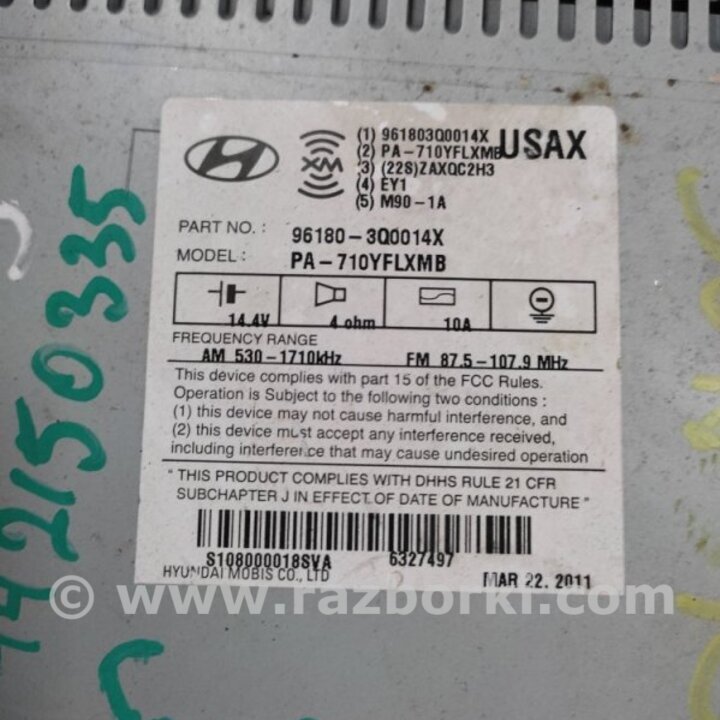 (1) 961803Q0014X USAX
XM (2) PA-710YFLXMB
(3) (22S)ZAXQC2H3
(4) EY1
(5) M90-1A
PART NO. : 96180-3Q0014X
MODEL : PA-710YFLXMB
14.4V 4 ohm 10A
FREQUENCY RANGE
AM 530-1710kHz FM 87.5-107.9 MHz
This device complies with part 15 of the FCC Rules.
Operation is Subject to the following two conditions :
(1) this device may not cause harmful interference, and
(2) this device must accept any interference received,
including interference that may cause undesired operation
" THIS PRODUCT COMPLIES WITH DHHS RULE 21 CFR
SUBCHAPTER J IN EFFECT OF DATE OF MANUFACTURE "
S108000018SVA 6327497
HYUNDAI MOBIS CO., LTD MAR 22. 2011
© www.razborki.com
442150335